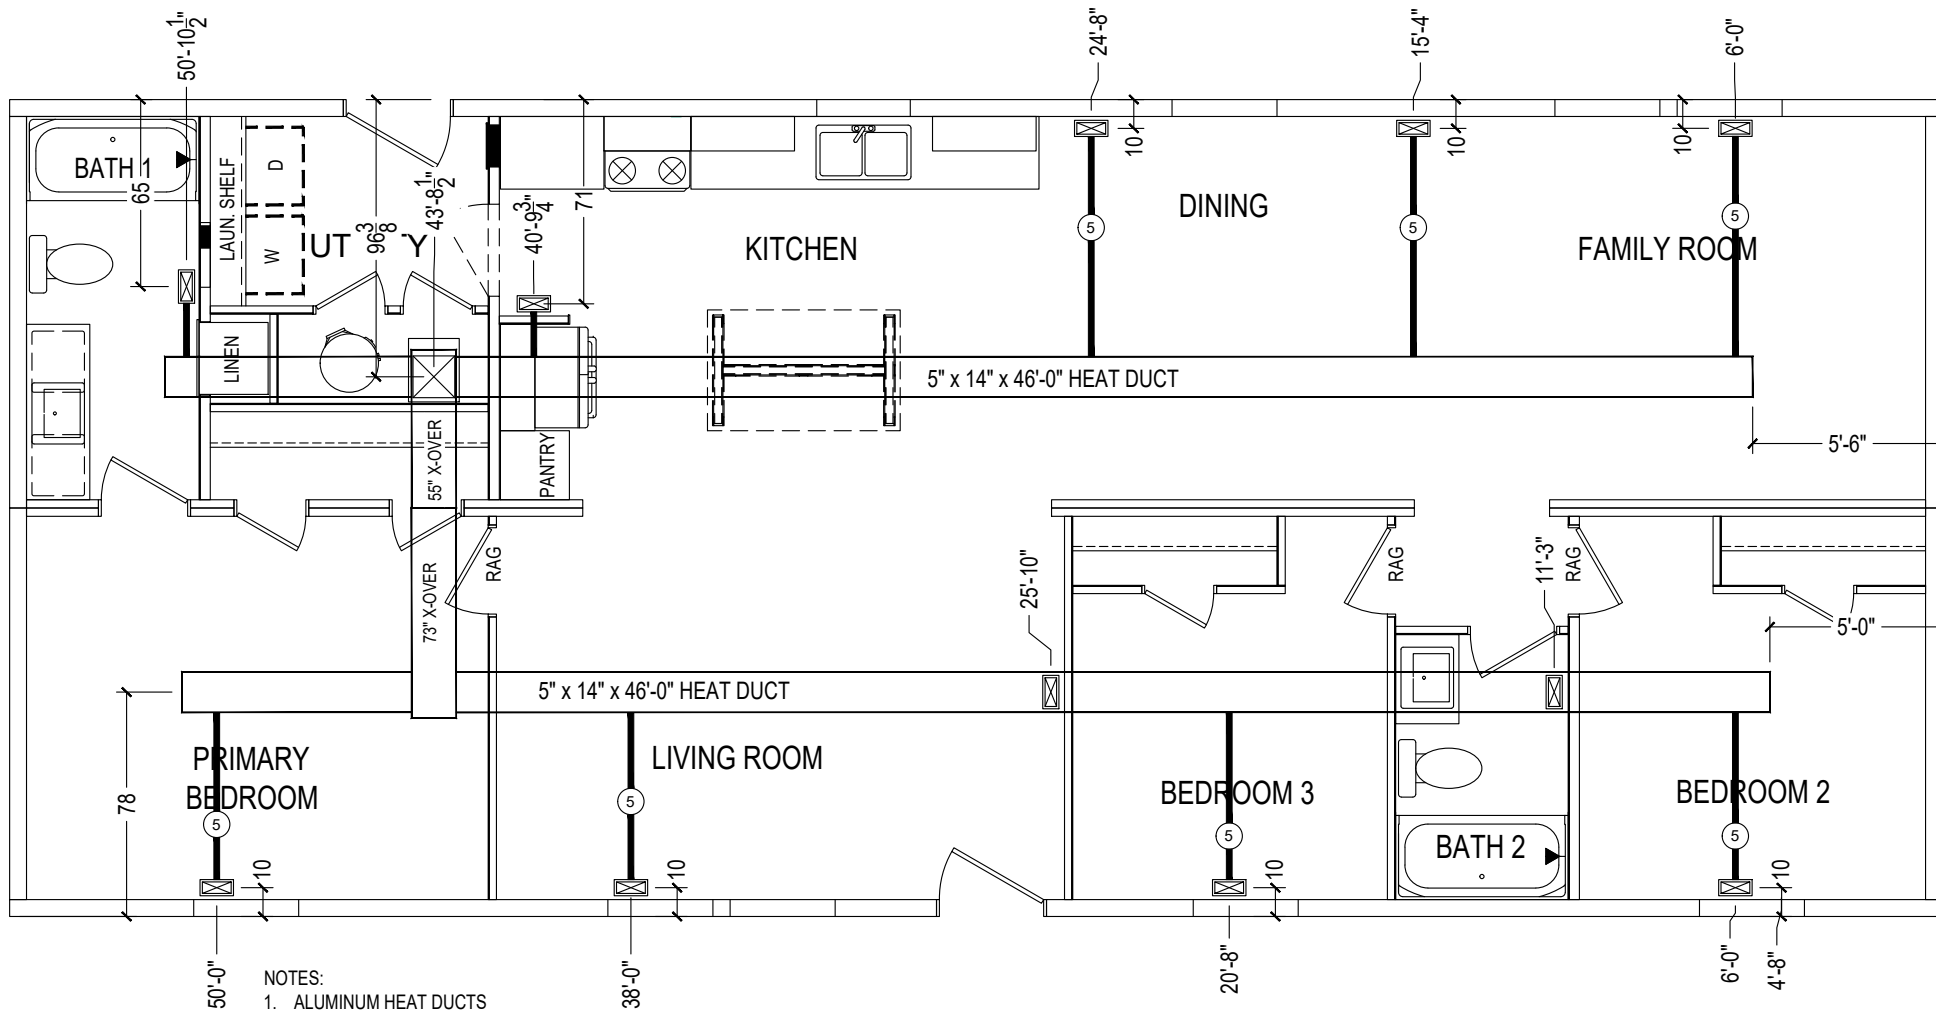 50'-10 1/2"
24'-8"
15'-4"
6'-0"
10
10
10
BATH 1
65
LAUN. SHELF
D
W
UT TY
96 3/8
43'-8 1/2"
40'-9 3/4"
71
KITCHEN
DINING
FAMILY ROOM
5
5
5
LINEN
5" x 14" x 46'-0" HEAT DUCT
5'-6"
55" X-OVER
PANTRY
73" X-OVER
RAG
25'-10"
RAG
11'-3"
RAG
5'-0"
5" x 14" x 46'-0" HEAT DUCT
78
PRIMARY
BEDROOM
LIVING ROOM
BEDROOM 3
BATH 2
BEDROOM 2
5
5
5
5
10
10
10
10
50'-0"
38'-0"
20'-8"
6'-0"
4'-8"
NOTES:
1. ALUMINUM HEAT DUCTS